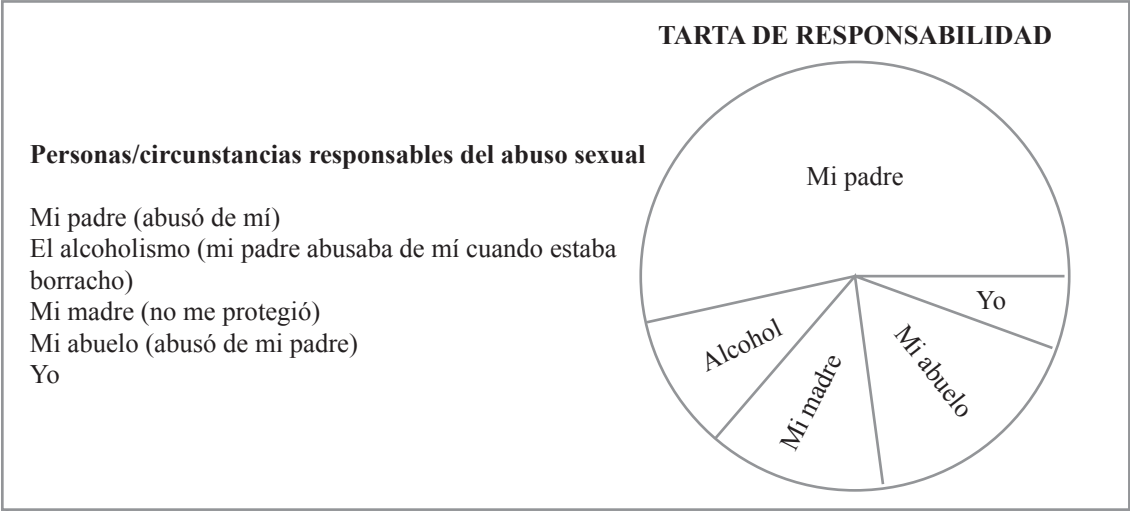 TARTA DE RESPONSABILIDAD
Personas/circunstancias responsables del abuso sexual
Mi padre (abusó de mí)
El alcoholismo (mi padre abusaba de mí cuando estaba
borracho)
Mi madre (no me protegió)
Mi abuelo (abusó de mi padre)
Yo
Mi padre
Yo
Alcohol
Mi madre
Mi abuelo